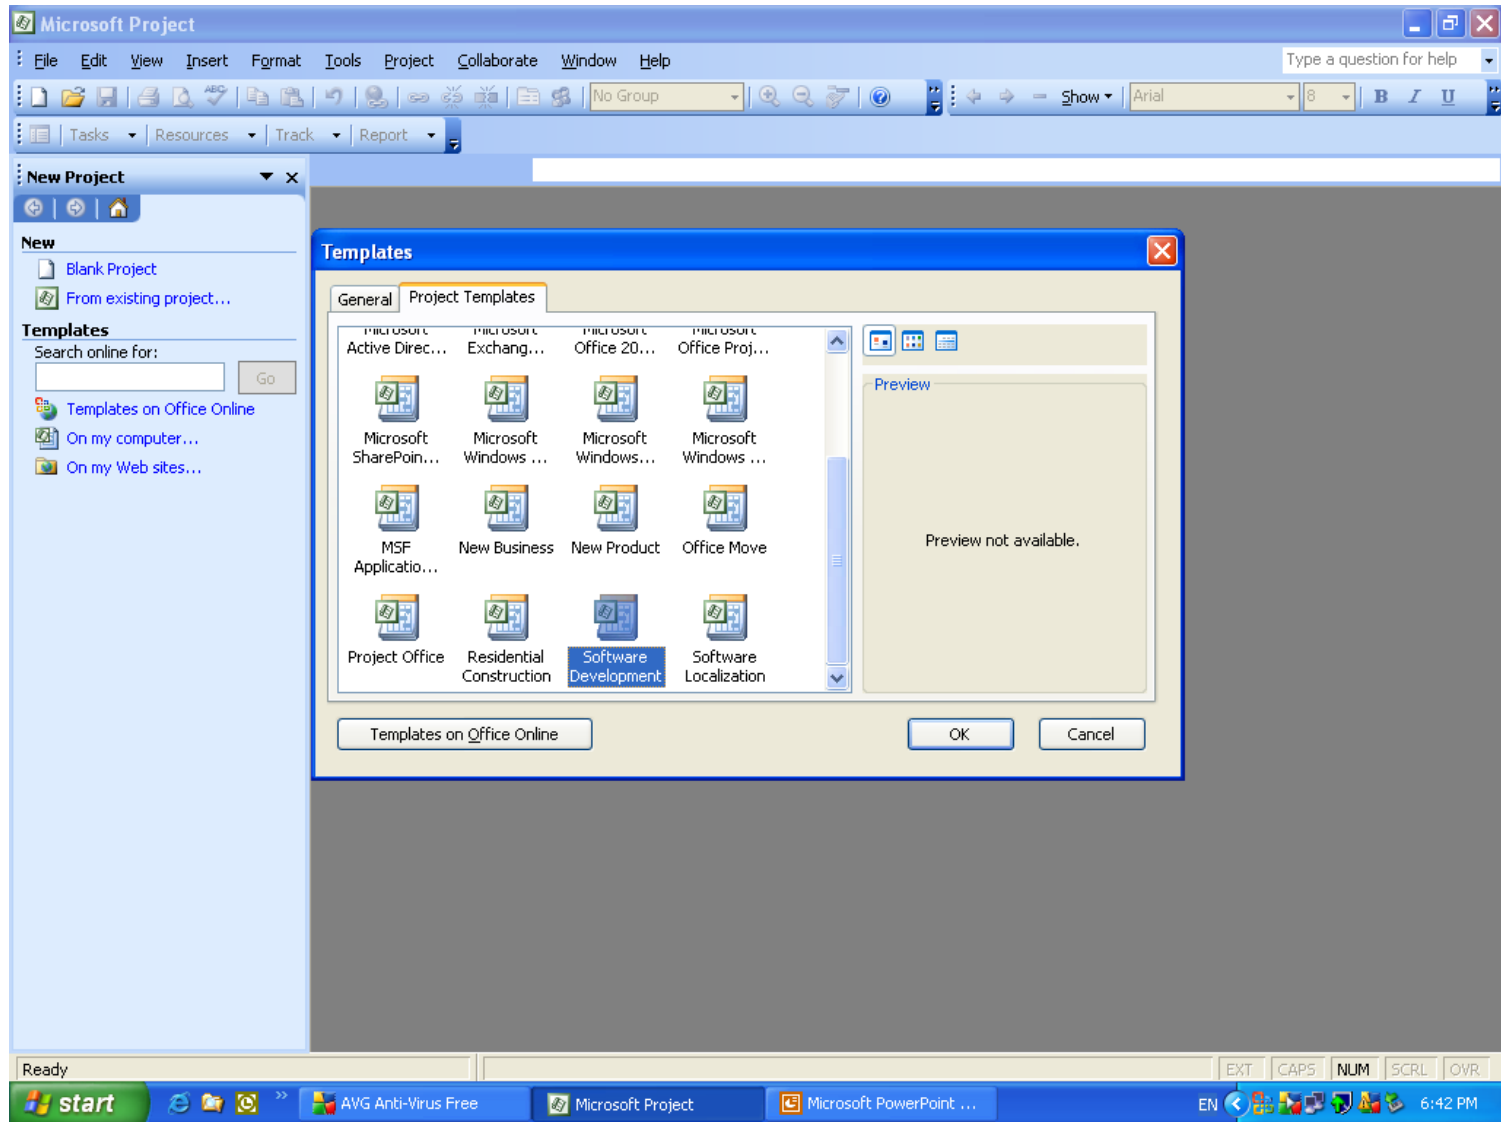 Microsoft Project
File Edit View Insert Format Tools Project Collaborate Window Help
Type a question for help
ABC
No Group
Show
Arial
8
B I U
Tasks Resources Track Report
New Project
New
Blank Project
From existing project...
Templates
Search online for:
Go
Templates on Office Online
On my computer...
On my Web sites...
Templates
General Project Templates
Microsoft Microsoft Microsoft Microsoft
Active Direc... Exchang... Office 20... Office Proj...
Microsoft Microsoft Microsoft Microsoft
SharePoin... Windows ... Windows... Windows ...
MSF New Business New Product Office Move
Applicatio...
Project Office Residential Software Software
Construction Development Localization
Preview
Preview not available.
Templates on Office Online
OK
Cancel
Ready
EXT CAPS NUM SCRL OVR
start
AVG Anti-Virus Free
Microsoft Project
Microsoft PowerPoint ...
EN
6:42 PM